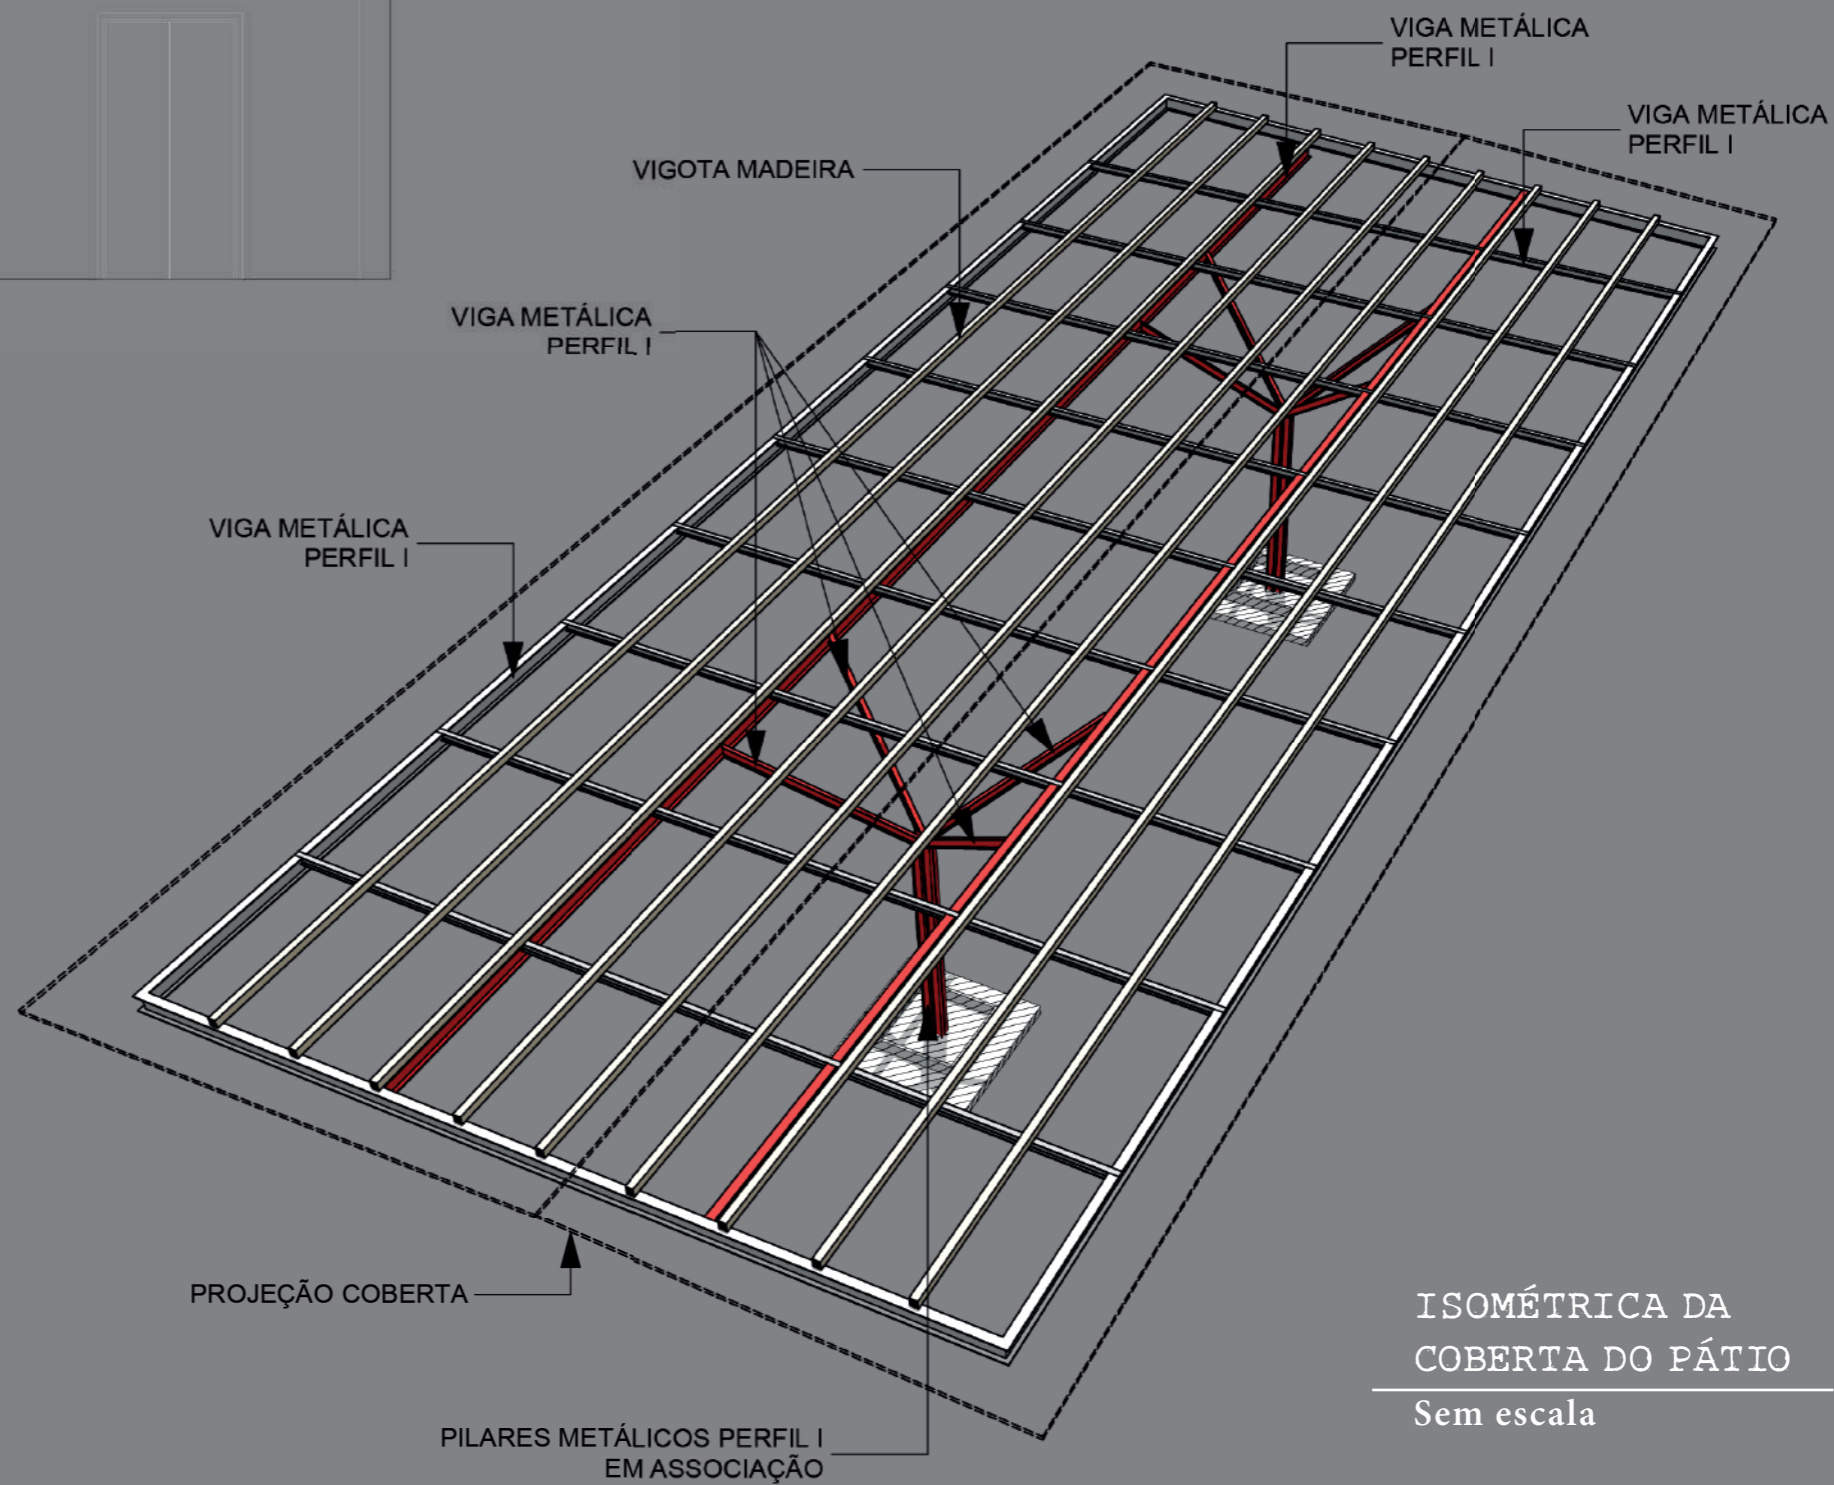 VIGA METÁLICA
PERFIL I
VIGA METÁLICA
PERFIL I
VIGOTA MADEIRA
VIGA METÁLICA
PERFIL I
VIGA METÁLICA
PERFIL I
PROJEÇÃO COBERTA
ISOMÉTRICA DA
COBERTA DO PÁTIO
Sem escala
PILARES METÁLICOS PERFIL I
EM ASSOCIAÇÃO